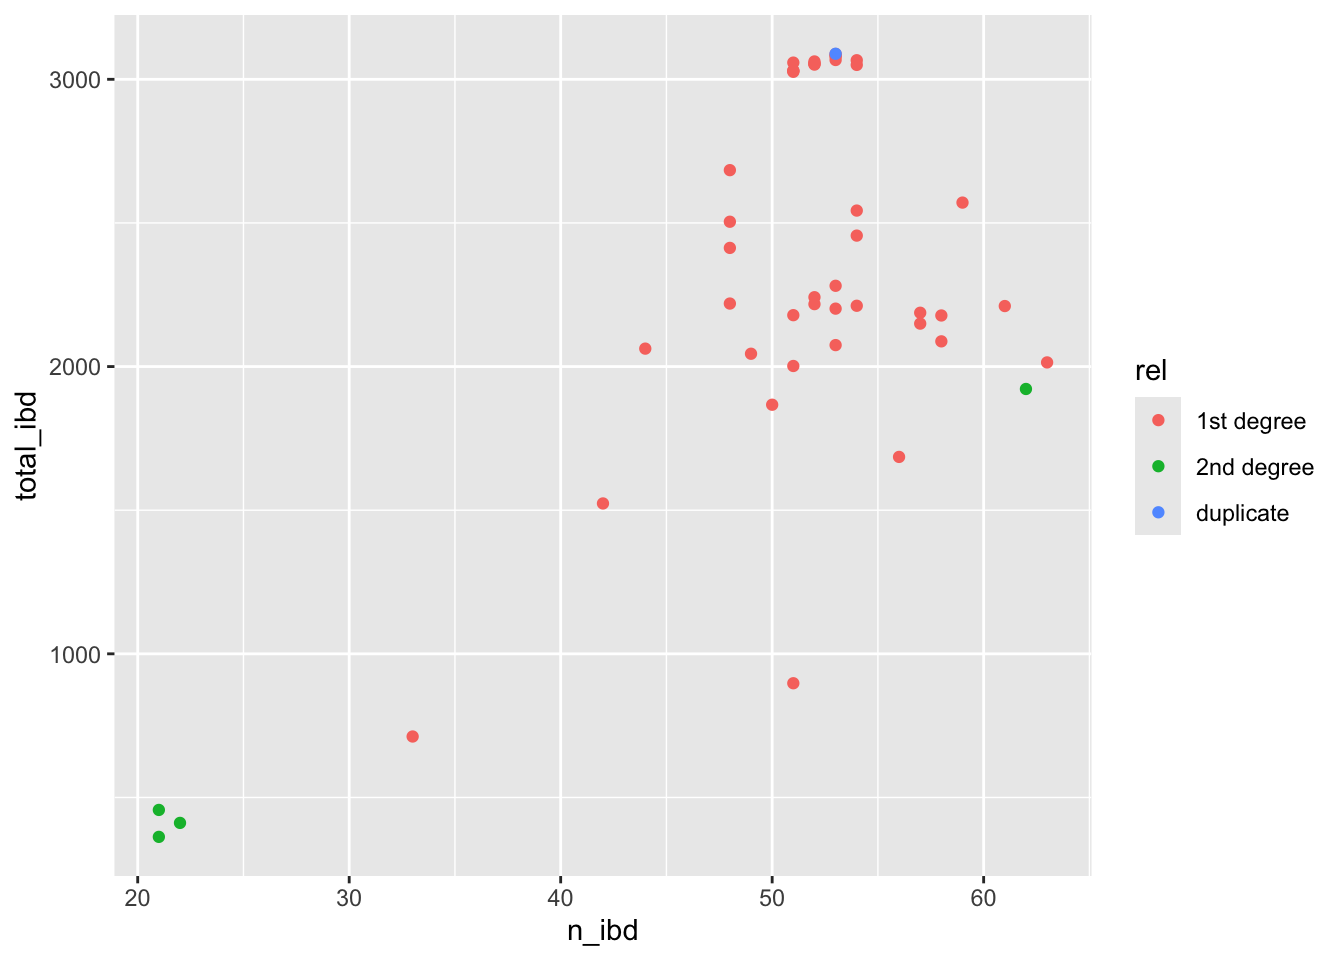 3000
2000
1000
total_ibd
20
30
40
50
60
n_ibd
rel
1st degree
2nd degree
duplicate